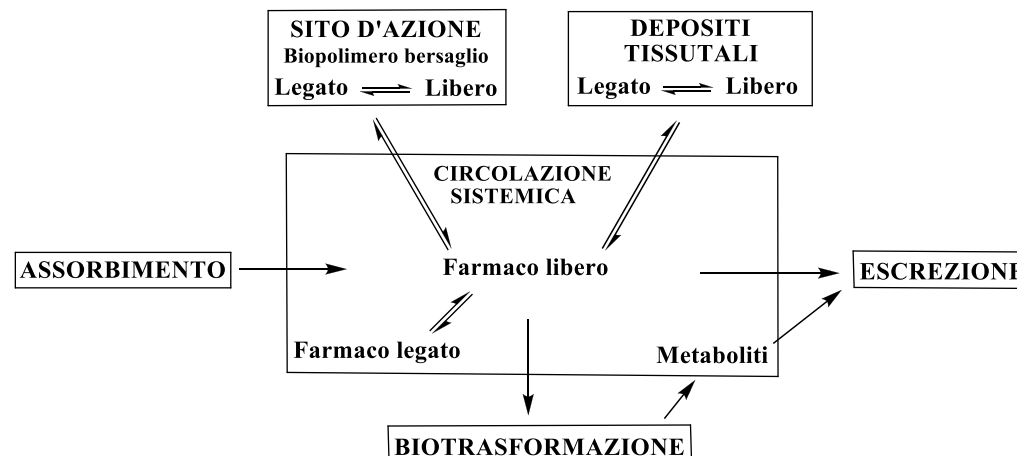 SITO D'AZIONE
Biopolimero bersaglio
Legato Libero
DEPOSITI
TISSUTALI
Legato Libero
CIRCOLAZIONE
SISTEMICA
ASSORBIMENTO
Farmaco libero
ESCREZIONE
Farmaco legato
Metaboliti
BIOTRASFORMAZIONE